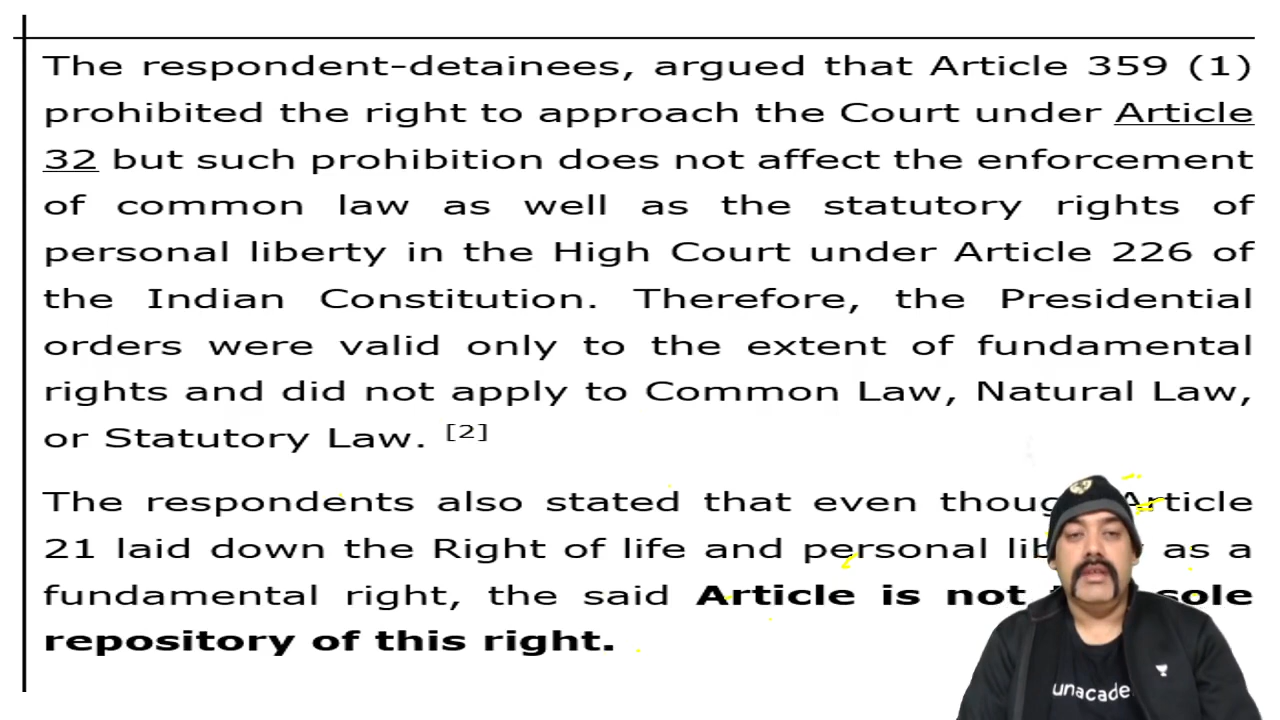 The respondent-detainees, argued that Article 359 (1)
prohibited the right to approach the Court under Article
32 but such prohibition does not affect the enforcement
of common law as well as the statutory rights of
personal liberty in the High Court under Article 226 of
the Indian Constitution. Therefore, the Presidential
orders were valid only to the extent of fundamental
rights and did not apply to Common Law, Natural Law,
or Statutory Law. [2]
The respondents also stated that even though Article
21 laid down the Right of life and personal liberty as a
fundamental right, the said Article is not the sole
repository of this right.
unacade